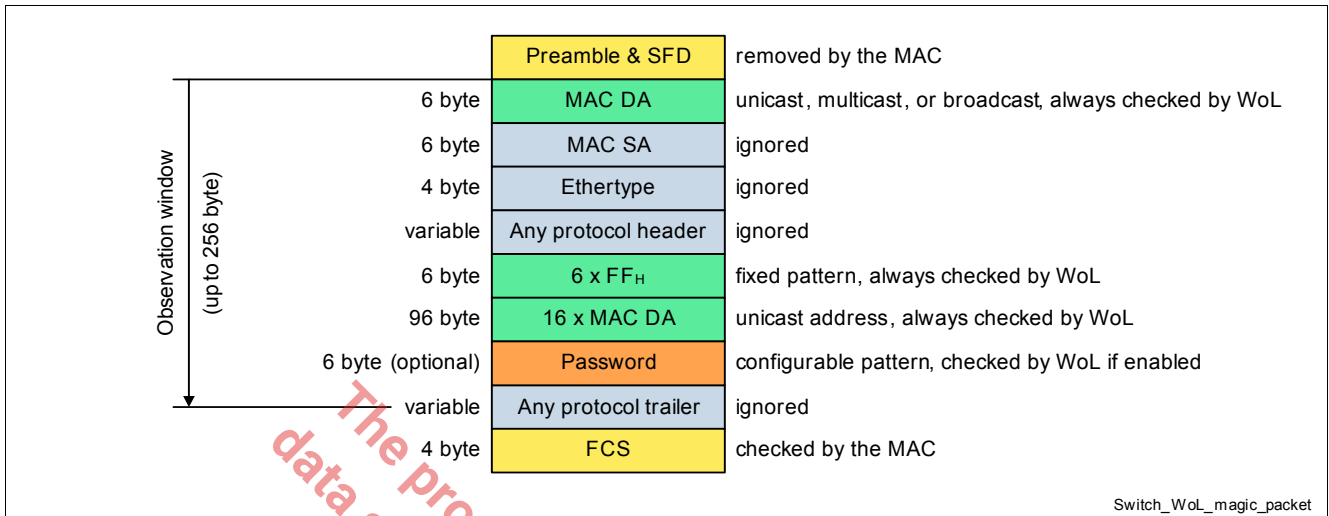 Preamble & SFD removed by the MAC
6 byte MAC DA unicast, multicast, or broadcast, always checked by WoL
6 byte MAC SA ignored
4 byte Ethertype ignored
variable Any protocol header ignored
6 byte 6 x FFH fixed pattern, always checked by WoL
96 byte 16 x MAC DA unicast address, always checked by WoL
6 byte (optional) Password configurable pattern, checked by WoL if enabled
variable Any protocol trailer ignored
4 byte FCS checked by the MAC
Observation window
(up to 256 byte)
The
data
Switch_WoL_magic_packet